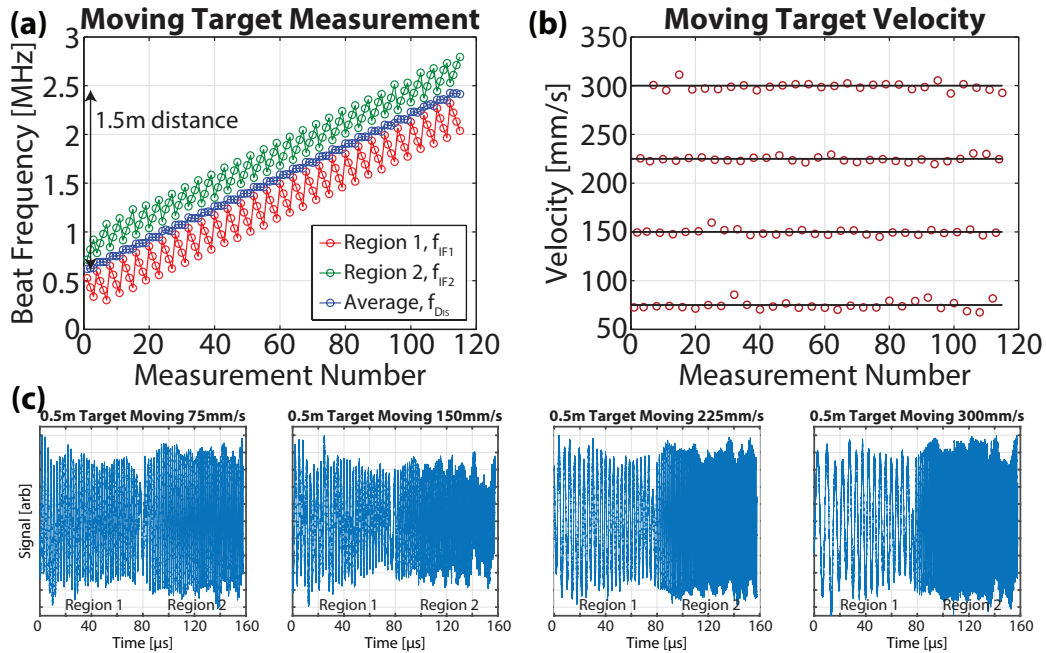 (a) Moving Target Measurement
Beat Frequency [MHz]
3
2.5
2
1.5
1
0.5
0
1.5m distance
Region 1, fIF1
Region 2, fIF2
Average, fDis
0 20 40 60 80 100 120
Measurement Number
(b) Moving Target Velocity
Velocity [mm/s]
350
300
250
200
150
100
50
0 20 40 60 80 100 120
Measurement Number
(c)
0.5m Target Moving 75mm/s
Signal [arb]
Region 1 Region 2
0 40 80 120 160
Time [μs]
0.5m Target Moving 150mm/s
Region 1 Region 2
0 40 80 120 160
Time [μs]
0.5m Target Moving 225mm/s
Region 1 Region 2
0 40 80 120 160
Time [μs]
0.5m Target Moving 300mm/s
Region 1 Region 2
0 40 80 120 160
Time [μs]